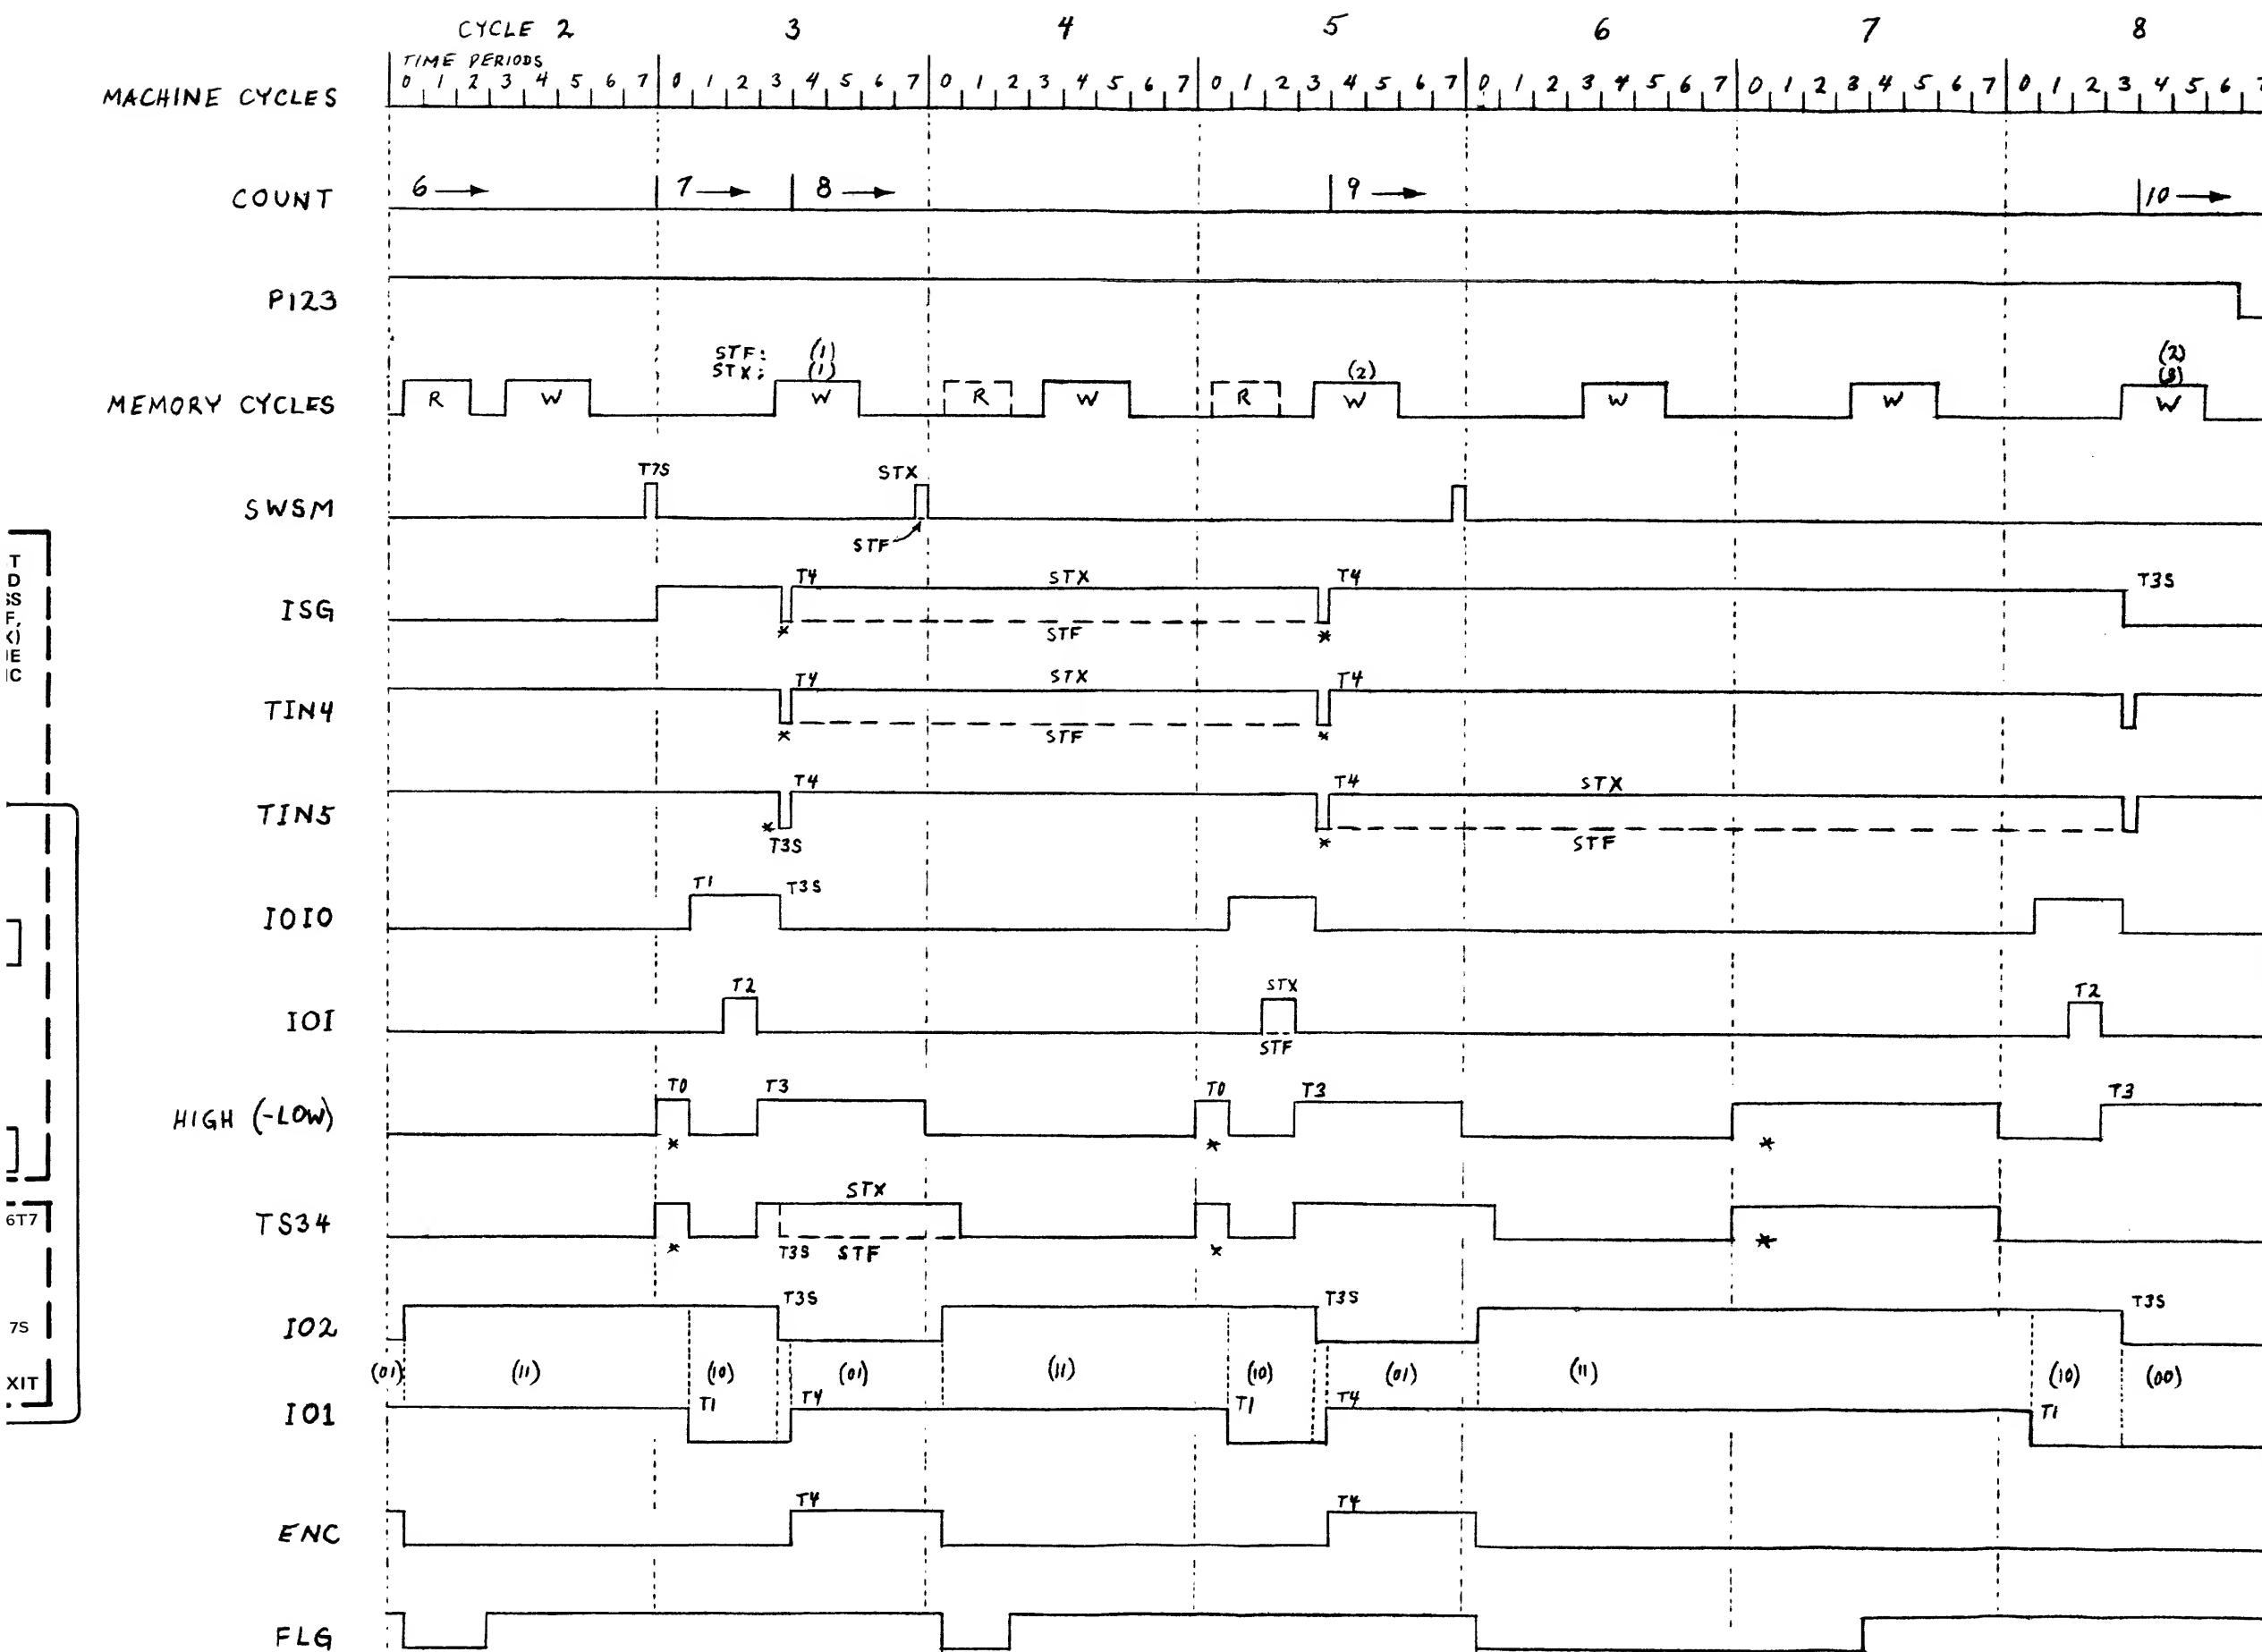 CYCLE 2 3 4 5 6 7 8
TIME PERIODS
MACHINE CYCLES 0 1 2 3 4 5 6 7 0 1 2 3 4 5 6 7 0 1 2 3 4 5 6 7 0 1 2 3 4 5 6 7 0 1 2 3 4 5 6 7 0 1 2 3 4 5 6 7 0 1 2 3 4 5 6 7
COUNT 6 → 7 → 8 → 9 → 10 →
P123
STF: (1) (2)
STX: (1) (2) (3)
MEMORY CYCLES R W W R W R W W W W
T7S STX
SWSM
STF
T4 STX T4 T3S
ISG
* STF *
T4 STX T4
TIN4
* STF *
T4 T4 STX
TIN5
* T3S * STF
T1 T3S
IOIO
T2 STX T2
IOI
STF
T0 T3 T0 T3 T3
HIGH (-LOW)
* * *
STX
TS34
* T3S STF * *
T3S T3S T3S
IO2
(01) (11) (10) (01) (11) (10) (01) (11) (10) (00)
T1 T4 T1 T4 T1
IO1
T4 T4
ENC
FLG
T
D
SS
F,
X)
IE
IC
6T7
7S
XIT